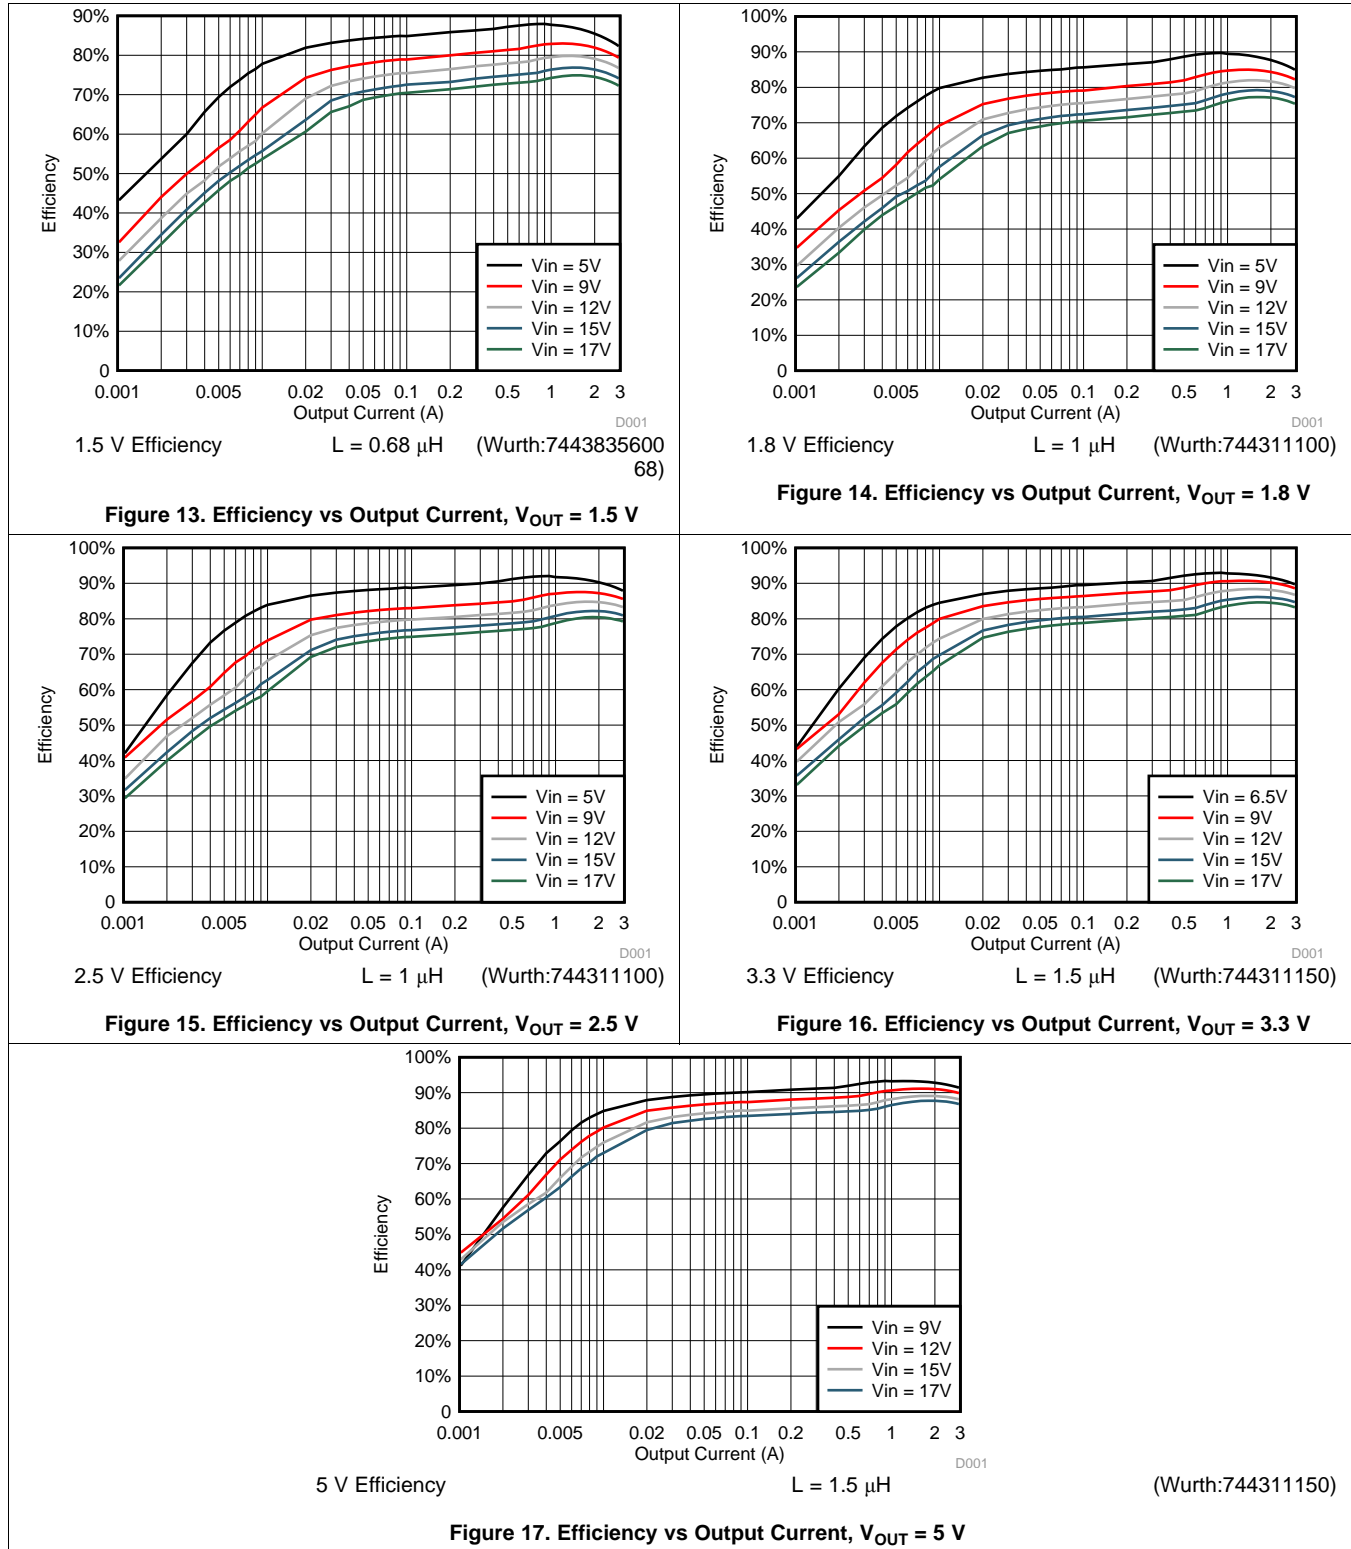 90%
80%
70%
60%
50%
40%
30%
20%
10%
0
Efficiency
0.001 0.005 0.02 0.05 0.1 0.2 0.5 1 2 3
Output Current (A)
D001
Vin = 5V
Vin = 9V
Vin = 12V
Vin = 15V
Vin = 17V
1.5 V Efficiency L = 0.68 μH (Wurth:7443835600
68)
Figure 13. Efficiency vs Output Current, VOUT = 1.5 V
100%
90%
80%
70%
60%
50%
40%
30%
20%
10%
0
Efficiency
0.001 0.005 0.02 0.05 0.1 0.2 0.5 1 2 3
Output Current (A)
D001
Vin = 5V
Vin = 9V
Vin = 12V
Vin = 15V
Vin = 17V
1.8 V Efficiency L = 1 μH (Wurth:744311100)
Figure 14. Efficiency vs Output Current, VOUT = 1.8 V
100%
90%
80%
70%
60%
50%
40%
30%
20%
10%
0
Efficiency
0.001 0.005 0.02 0.05 0.1 0.2 0.5 1 2 3
Output Current (A)
D001
Vin = 5V
Vin = 9V
Vin = 12V
Vin = 15V
Vin = 17V
2.5 V Efficiency L = 1 μH (Wurth:744311100)
Figure 15. Efficiency vs Output Current, VOUT = 2.5 V
100%
90%
80%
70%
60%
50%
40%
30%
20%
10%
0
Efficiency
0.001 0.005 0.02 0.05 0.1 0.2 0.5 1 2 3
Output Current (A)
D001
Vin = 6.5V
Vin = 9V
Vin = 12V
Vin = 15V
Vin = 17V
3.3 V Efficiency L = 1.5 μH (Wurth:744311150)
Figure 16. Efficiency vs Output Current, VOUT = 3.3 V
100%
90%
80%
70%
60%
50%
40%
30%
20%
10%
0
Efficiency
0.001 0.005 0.02 0.05 0.1 0.2 0.5 1 2 3
Output Current (A)
D001
Vin = 9V
Vin = 12V
Vin = 15V
Vin = 17V
5 V Efficiency L = 1.5 μH (Wurth:744311150)
Figure 17. Efficiency vs Output Current, VOUT = 5 V